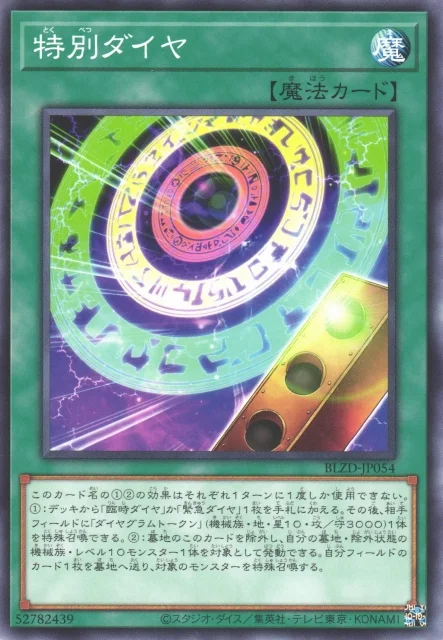 特別ダイヤ
魔
【魔法カード】
BLZD-JP054
このカード名の①②の効果はそれぞれ1ターンに1度しか使用できない。
①:デッキから「臨時ダイヤ」か「緊急ダイヤ」1枚を手札に加える。その後、相手
フィールドに「ダイヤグラムトークン」(機械族・地・星10・攻/守3000)1体
を特殊召喚できる。②:墓地のこのカードを除外し、自分の墓地・除外状態の
機械族・レベル10モンスター1体を対象として発動できる。自分フィールドの
カード1枚を墓地へ送り、対象のモンスターを特殊召喚する。
52782439
©スタジオ・ダイス/集英社・テレビ東京・KONAMI